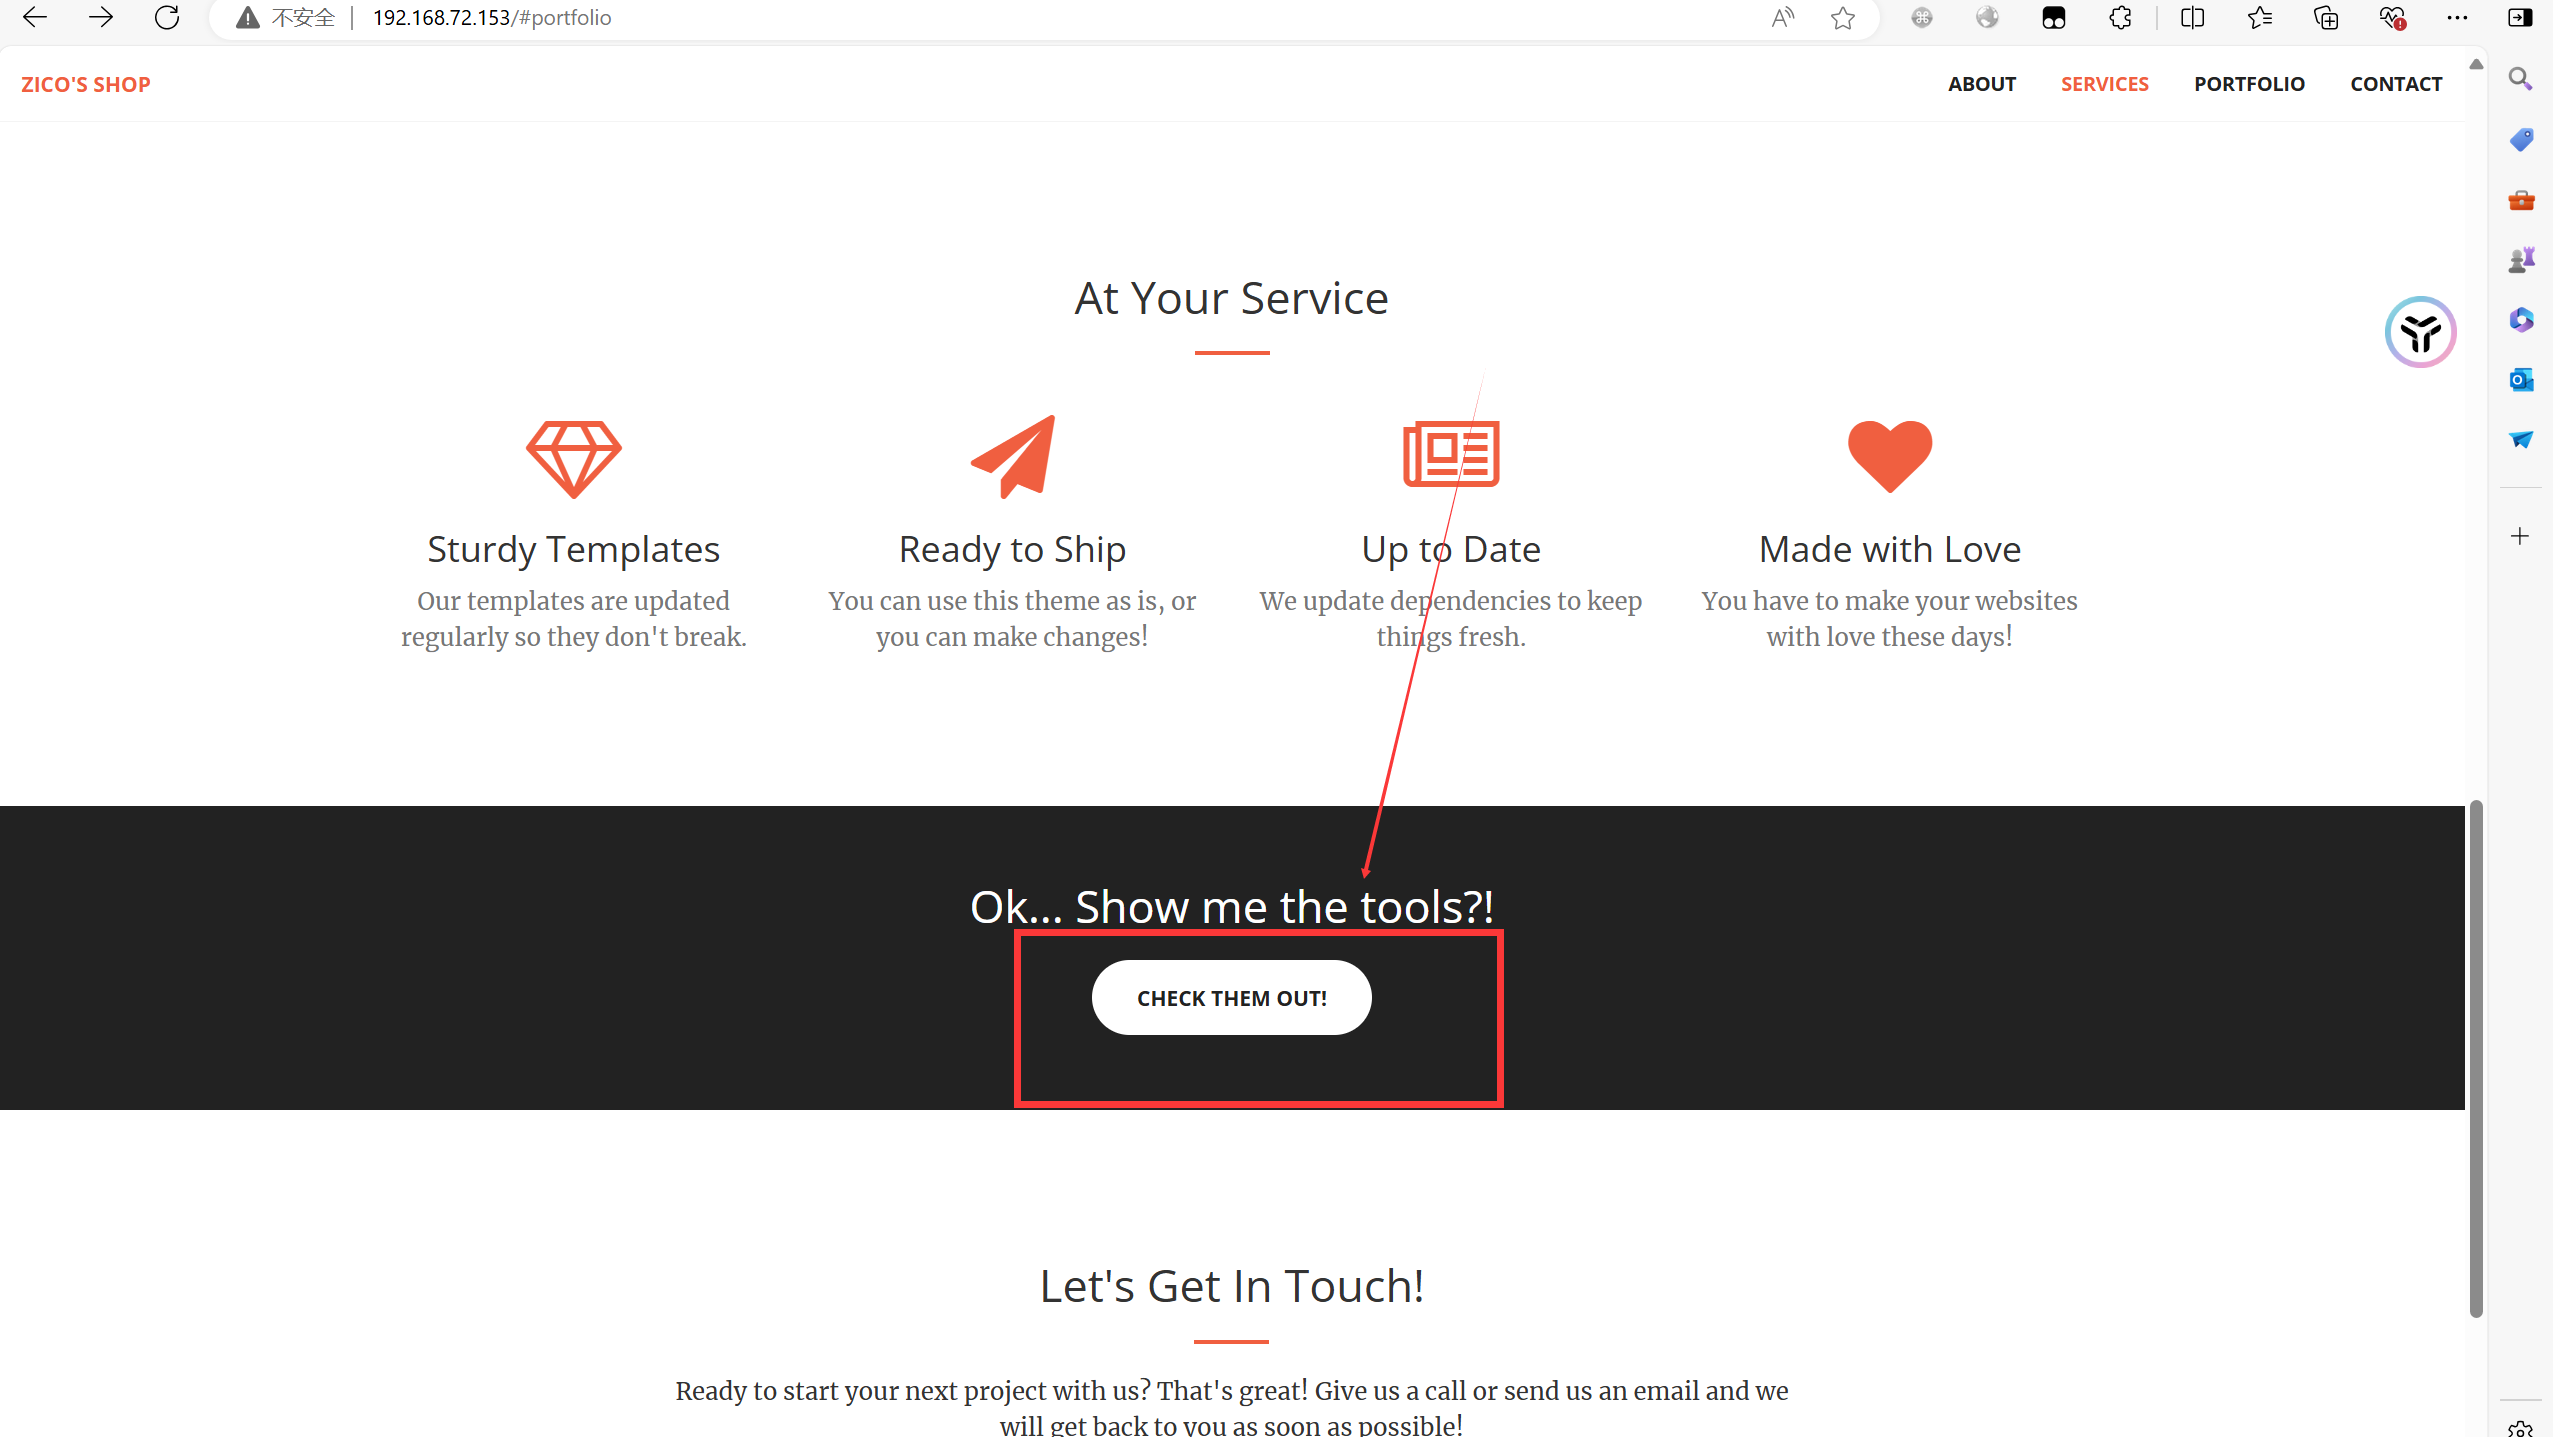 不安全 192.168.72.153/#portfolio
ZICO'S SHOP ABOUT SERVICES PORTFOLIO CONTACT
At Your Service
Sturdy Templates
Our templates are updated
regularly so they don't break.
Ready to Ship
You can use this theme as is, or
you can make changes!
Up to Date
We update dependencies to keep
things fresh.
Made with Love
You have to make your websites
with love these days!
Ok... Show me the tools?!
CHECK THEM OUT!
Let's Get In Touch!
Ready to start your next project with us? That's great! Give us a call or send us an email and we
will get back to you as soon as possible!